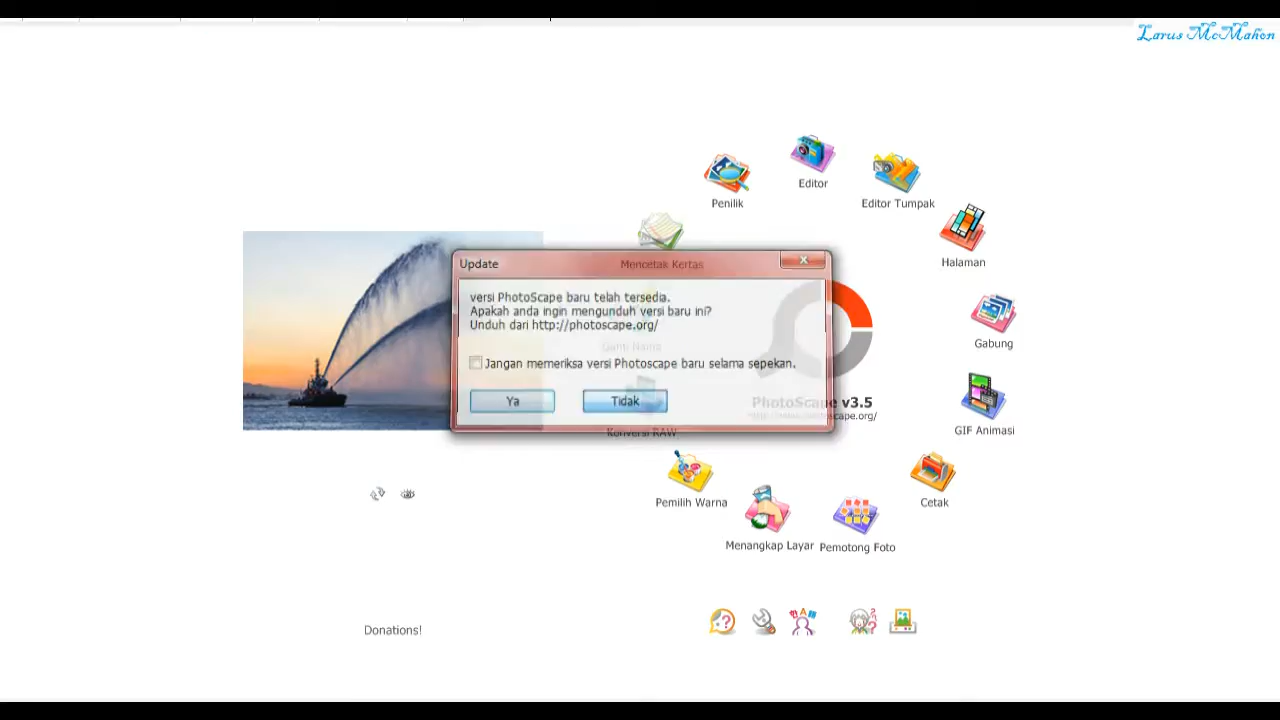 Larus McMahon
Editor
Penilik
Editor Tumpak
Halaman
Update
Mencetak Kertas
versi PhotoScape baru telah tersedia.
Apakah anda ingin mengunduh versi baru ini?
Unduh dari http://photoscape.org/
Ganti Nama
Gabung
Jangan memeriksa versi Photoscape baru selama sepekan.
Ya
Tidak
PhotoScape v3.5
GIF Animasi
Konversi RAW
Pemilih Warna
Cetak
Menangkap Layar
Pemotong Foto
Donations!